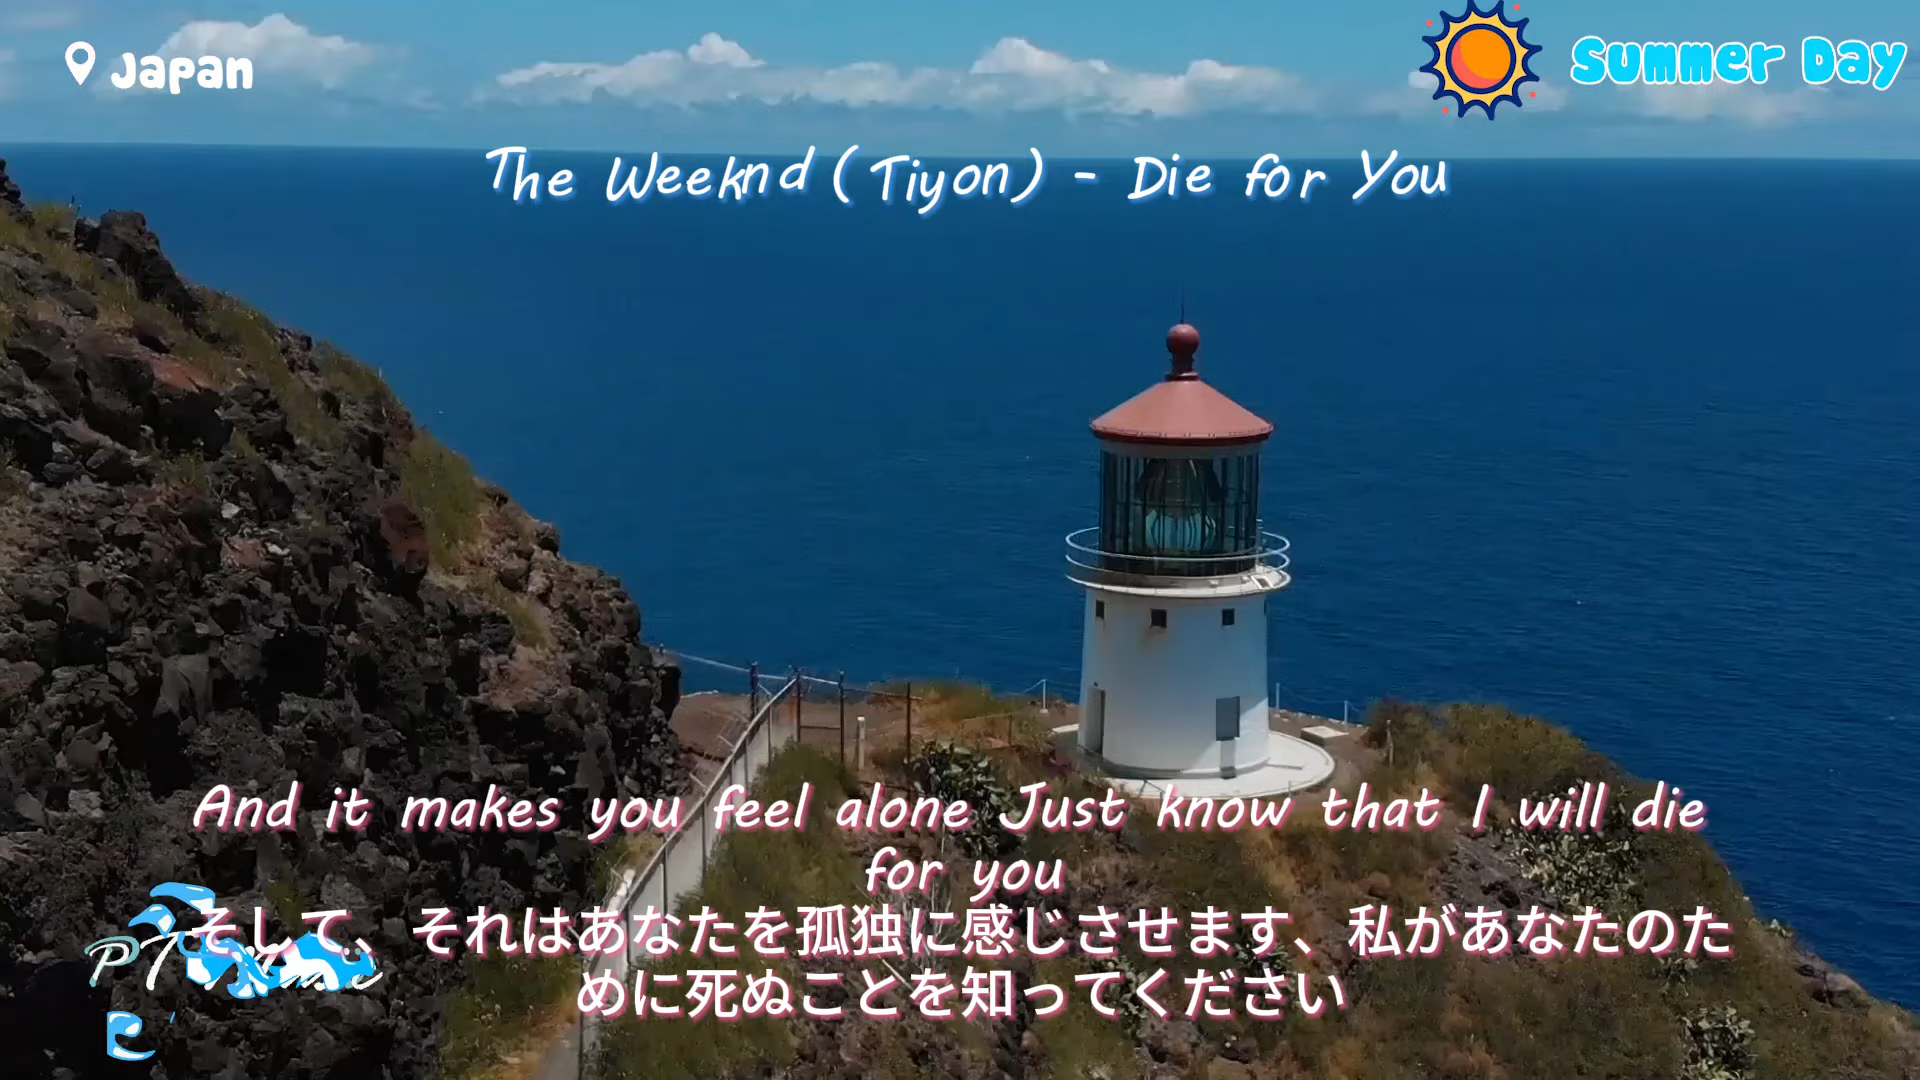 Japan
Summer Day
The Weeknd (Tiyon) - Die for You
And it makes you feel alone Just know that I will die
for you
そして、それはあなたを孤独に感じさせます、私があなたのた
めに死ぬことを知ってください